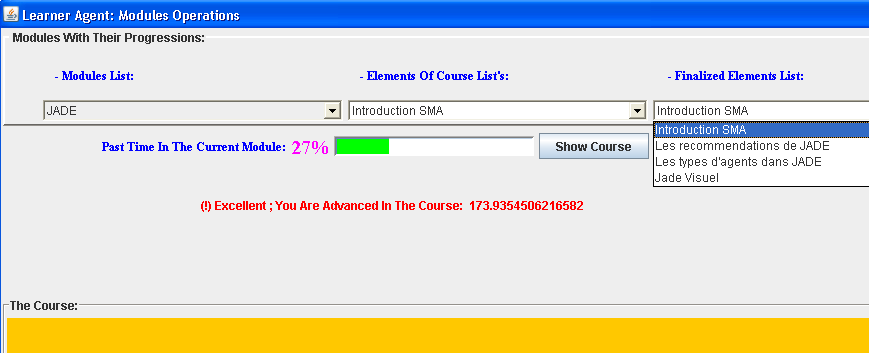 Learner Agent: Modules Operations
Modules With Their Progressions:
- Modules List:
- Elements Of Course List's:
- Finalized Elements List:
JADE
Introduction SMA
Introduction SMA
Introduction SMA
Les recommendations de JADE
Les types d'agents dans JADE
Jade Visuel
Past Time In The Current Module: 27%
Show Course
(!) Excellent ; You Are Advanced In The Course: 173.9354506216582
The Course: